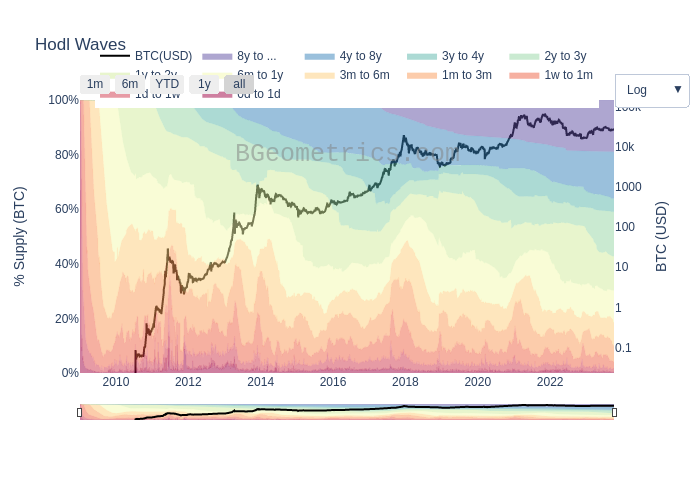 Hodl Waves
BTC(USD) 8y to ... 4y to 8y 3y to 4y 2y to 3y
1y to 2y 6m to 1y 3m to 6m 1m to 3m 1w to 1m
1d to 1w 0d to 1d
1m 6m YTD 1y all
Log ▼
100% 100k
80% 10k
60% 1000
40% 100
20% 10
0% 1
0.1
% Supply (BTC)
BTC (USD)
BGeometrics.com
2010 2012 2014 2016 2018 2020 2022